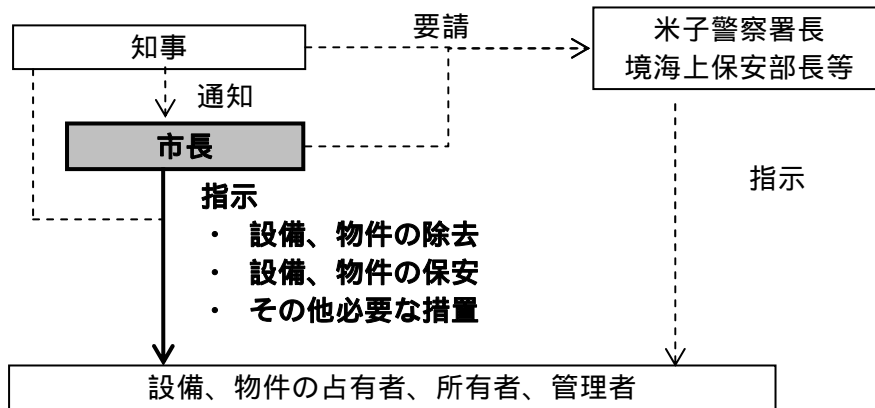 知事
要請
米子警察署長
境海上保安部長等
通知
市長
指示
・ 設備、物件の除去
・ 設備、物件の保安
・ その他必要な措置
指示
設備、物件の占有者、所有者、管理者